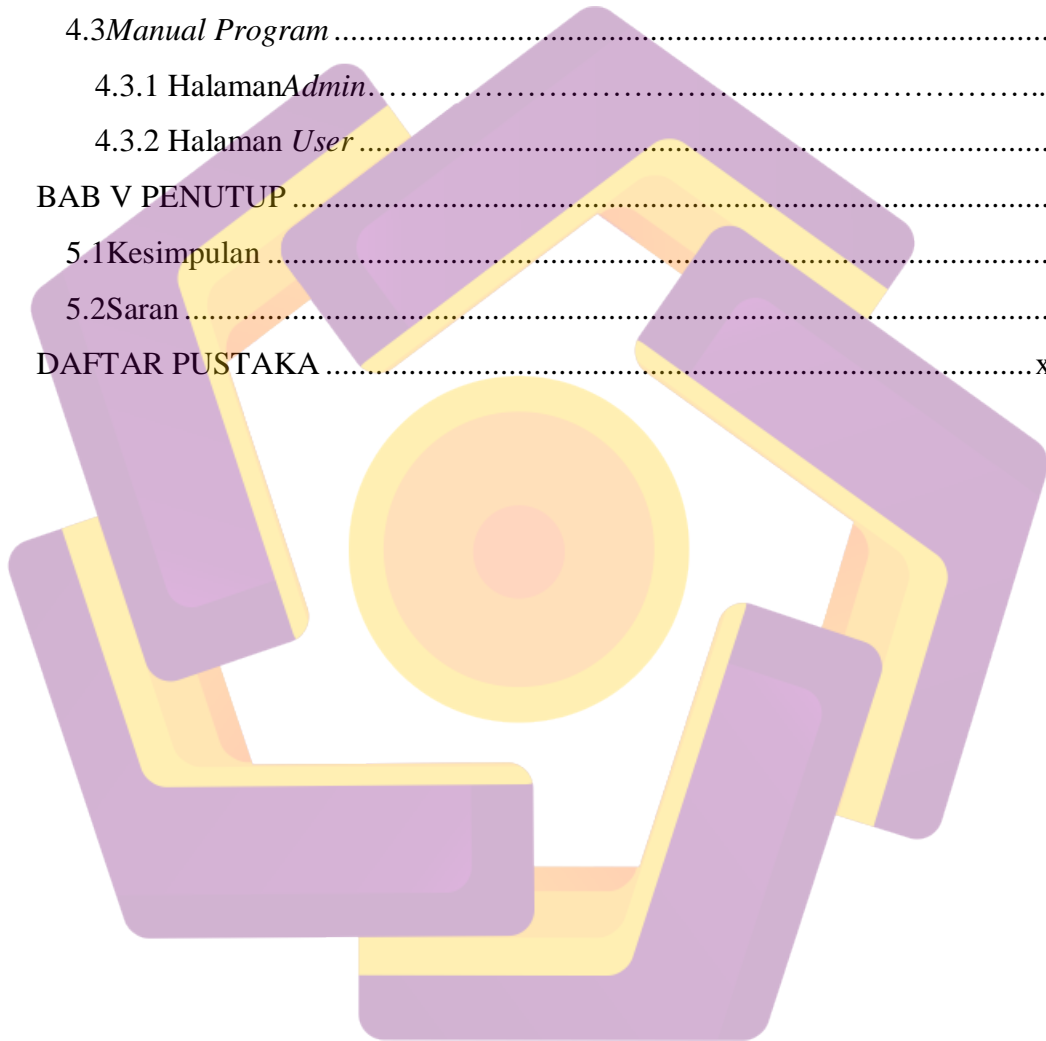 4.3Manual Program ........................................................................................
4.3.1 HalamanAdmin……………………………………...………………………..
4.3.2 Halaman User ......................................................................................
BAB V PENUTUP ...........................................................................................
5.1Kesimpulan ................................................................................................
5.2Saran ..........................................................................................................
DAFTAR PUSTAKA ........................................................................................ x